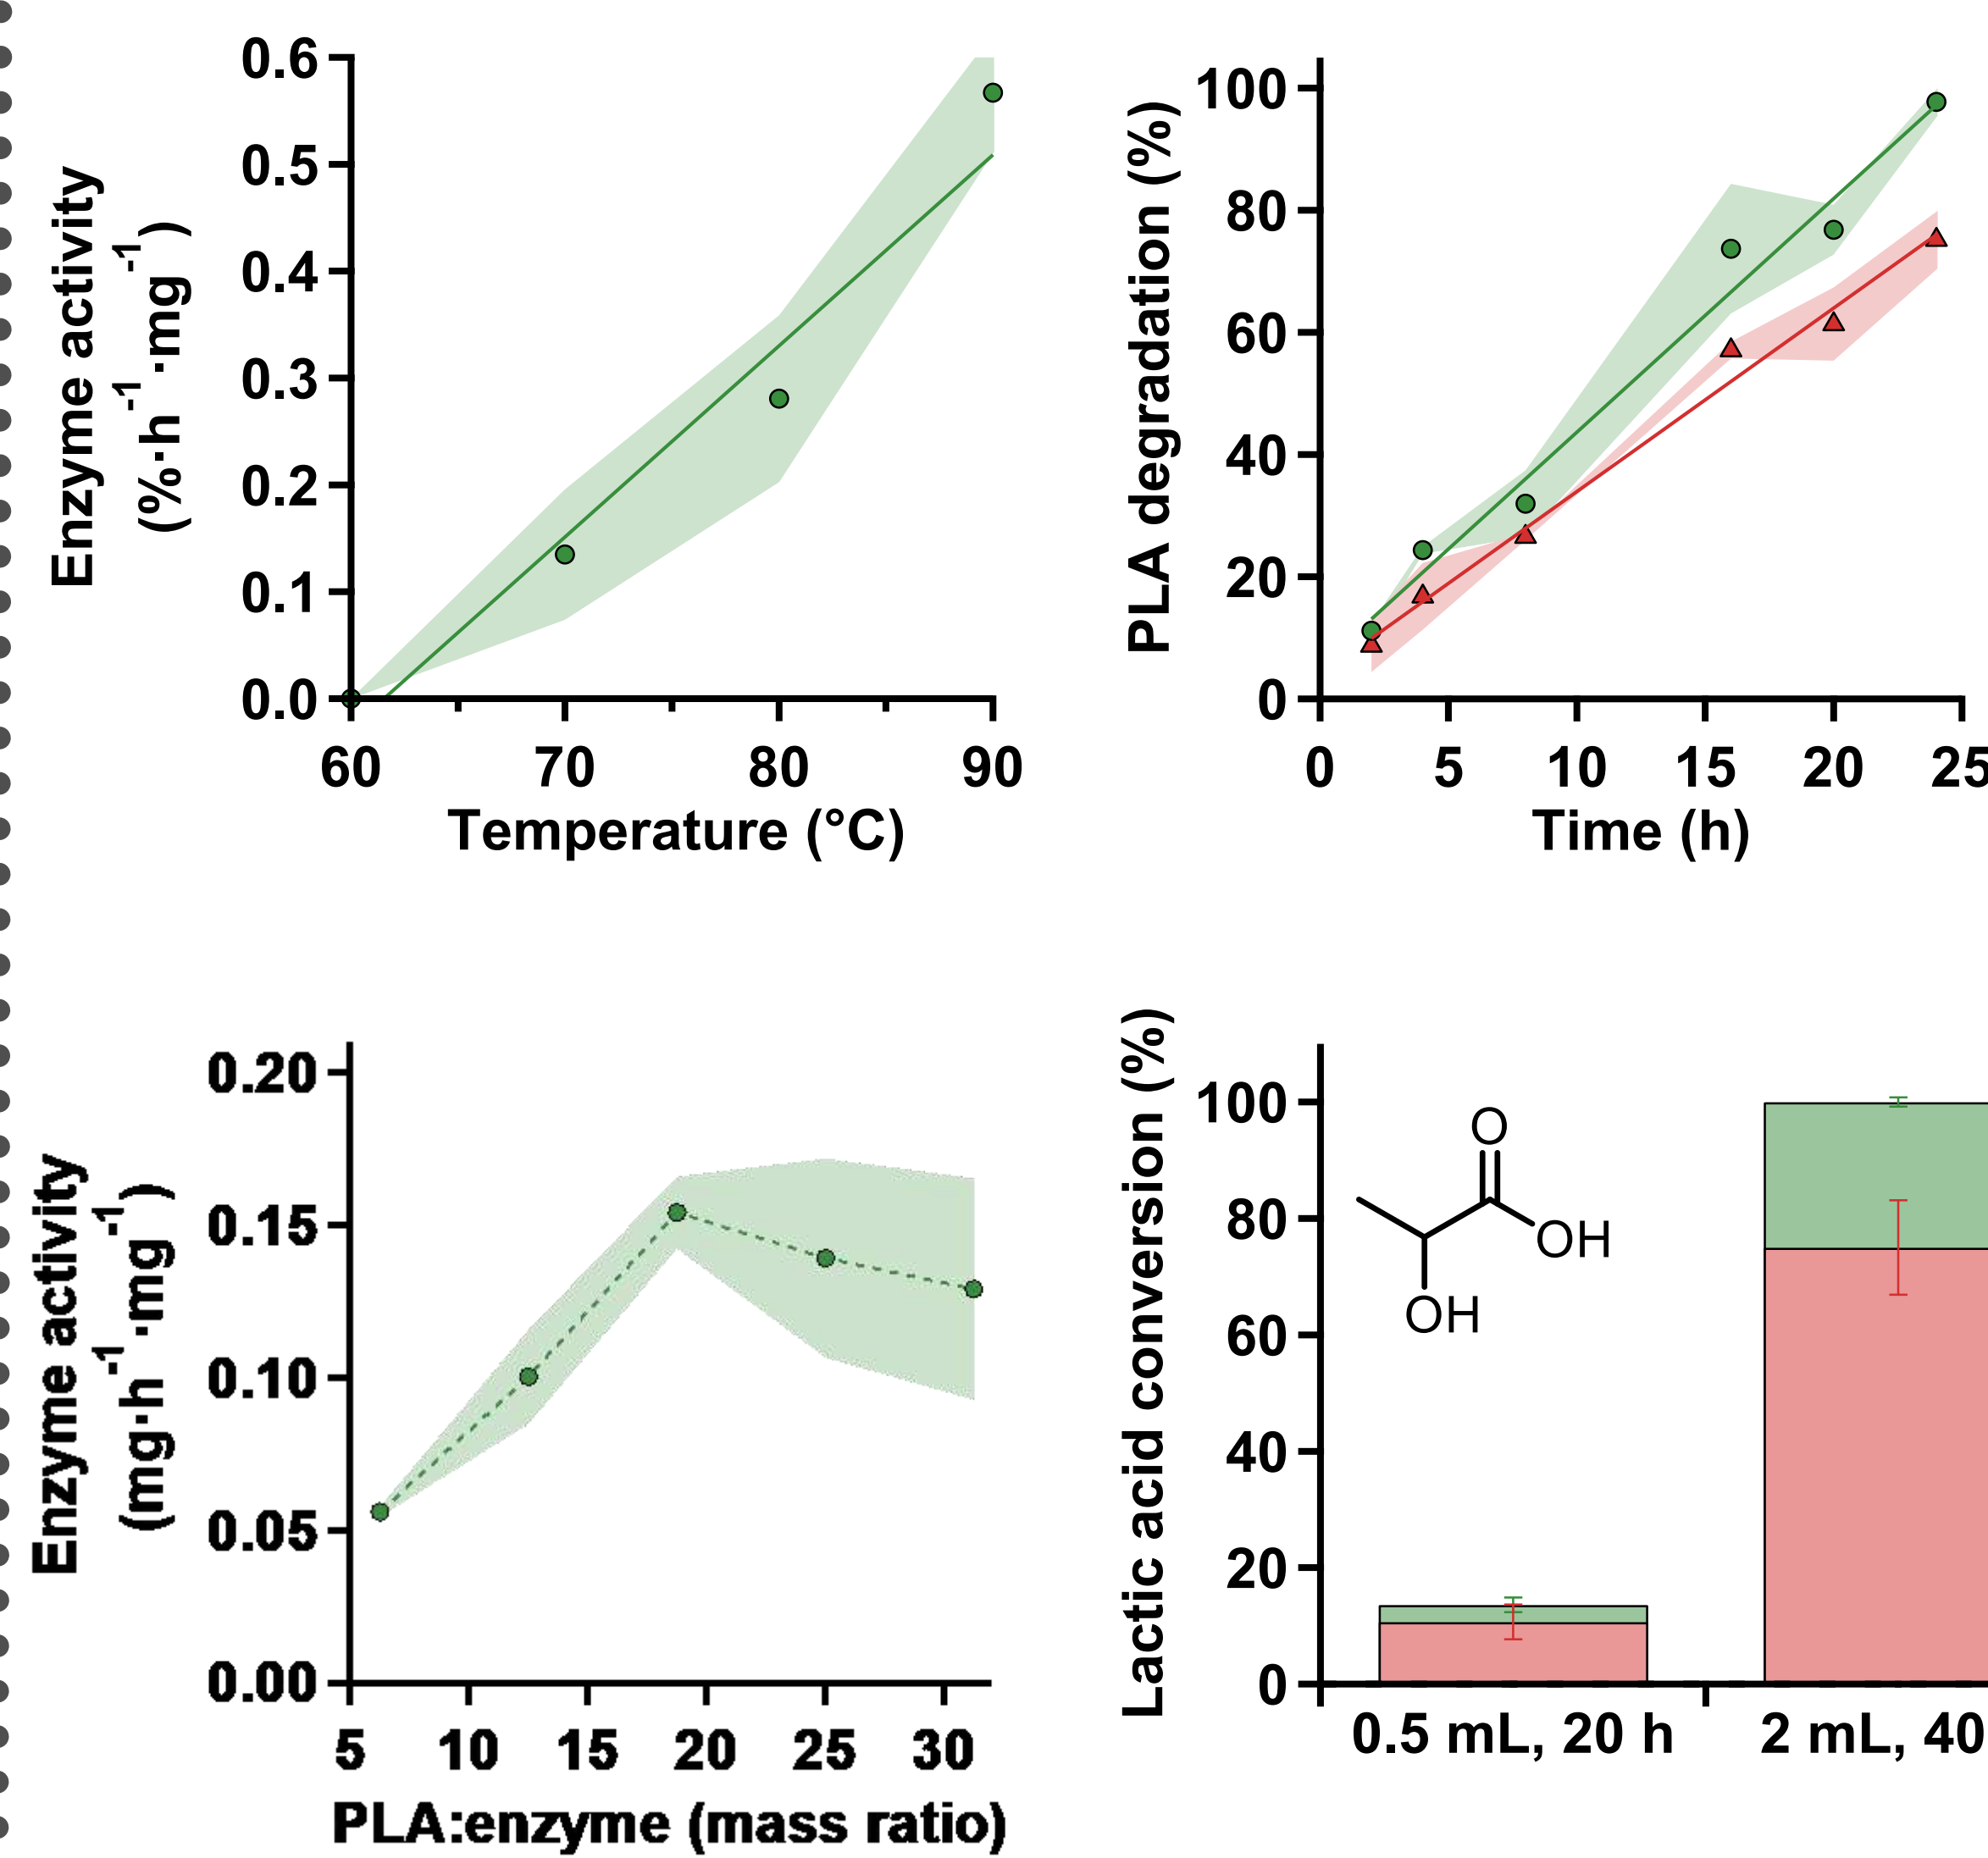 Enzyme activity
(%·h-1·mg-1)
0.6
0.5
0.4
0.3
0.2
0.1
0.0
60 70 80 90
Temperature (°C)
PLA degradation (%)
100
80
60
40
20
0
0 5 10 15 20 25
Time (h)
Enzyme activity
(mg·h-1·mg-1)
0.20
0.15
0.10
0.05
0.00
5 10 15 20 25 30
PLA:enzyme (mass ratio)
Lactic acid conversion (%)
100
80
60
40
20
0
O
OH
OH
0.5 mL, 20 h 2 mL, 40